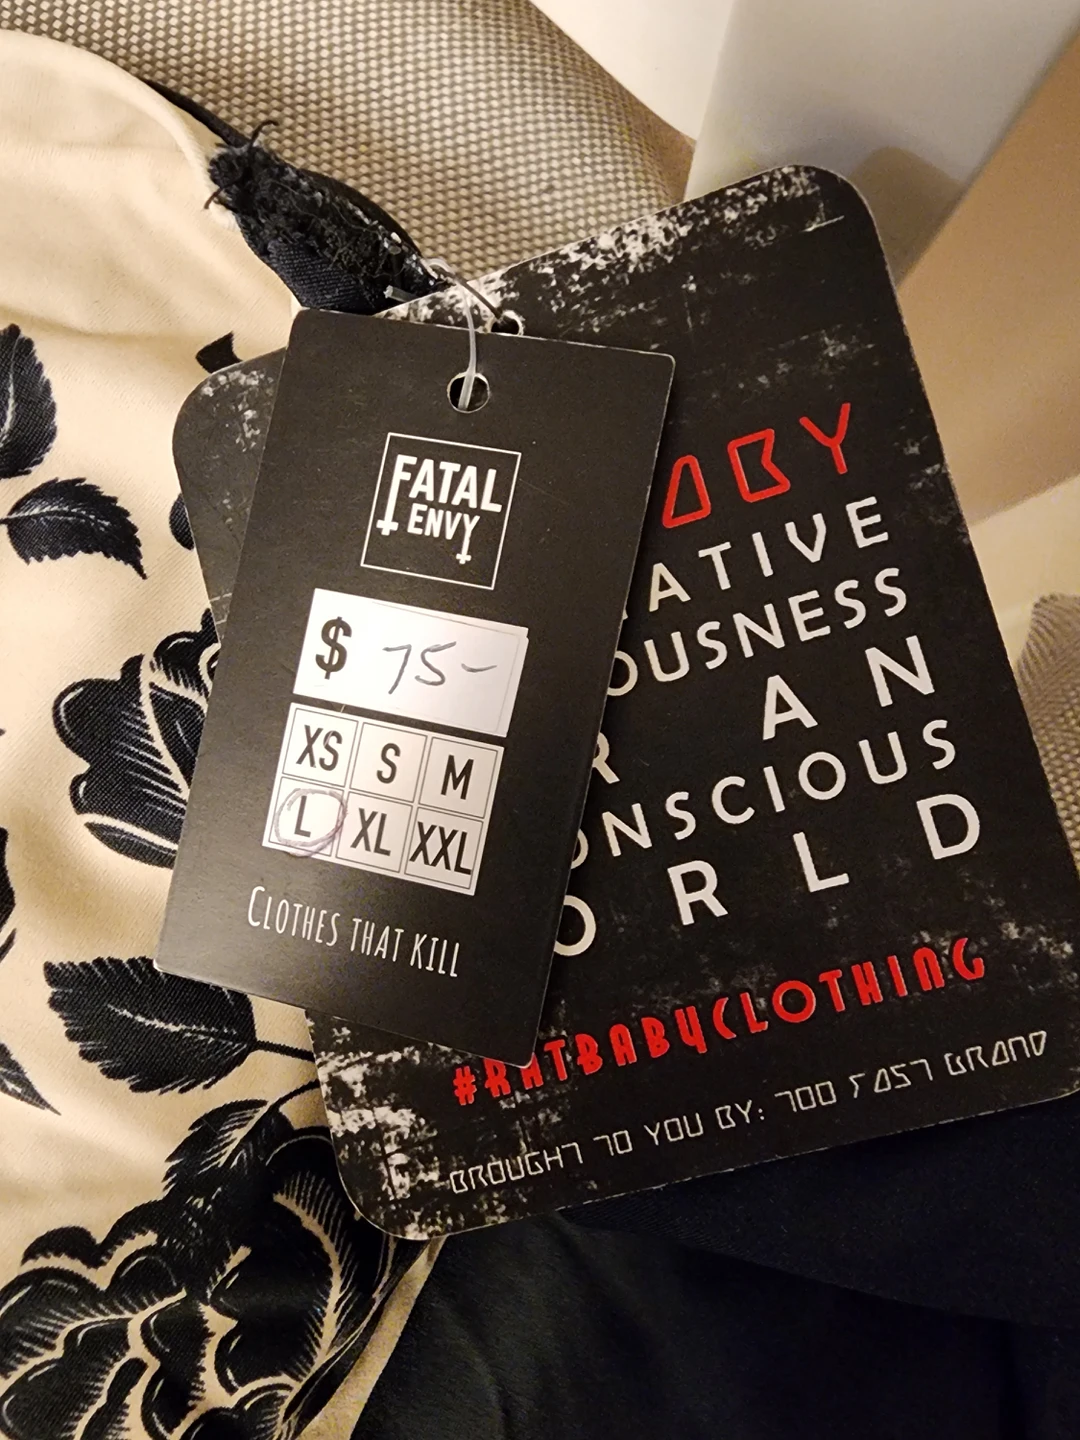 FATAL
ENVY
$ 75-
XS S M
L XL XXL
CLOTHES THAT KILL
ABY
ATIVE
OUSNESS
R AN
ONSCIOUS
ORLD
#RATBABYCLOTHING
BROUGHT TO YOU BY: TOO FAST BRAND